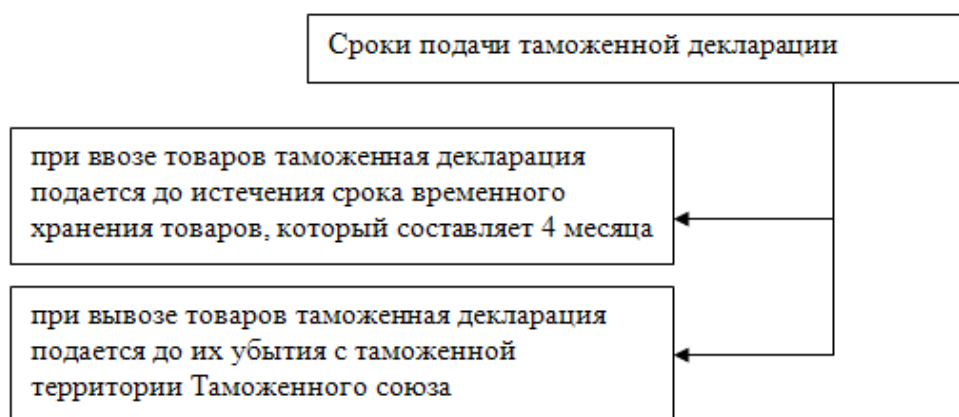 Сроки подачи таможенной декларации
при ввозе товаров таможенная декларация
подается до истечения срока временного
хранения товаров, который составляет 4 месяца
при вывозе товаров таможенная декларация
подается до их убытия с таможенной
территории Таможенного союза